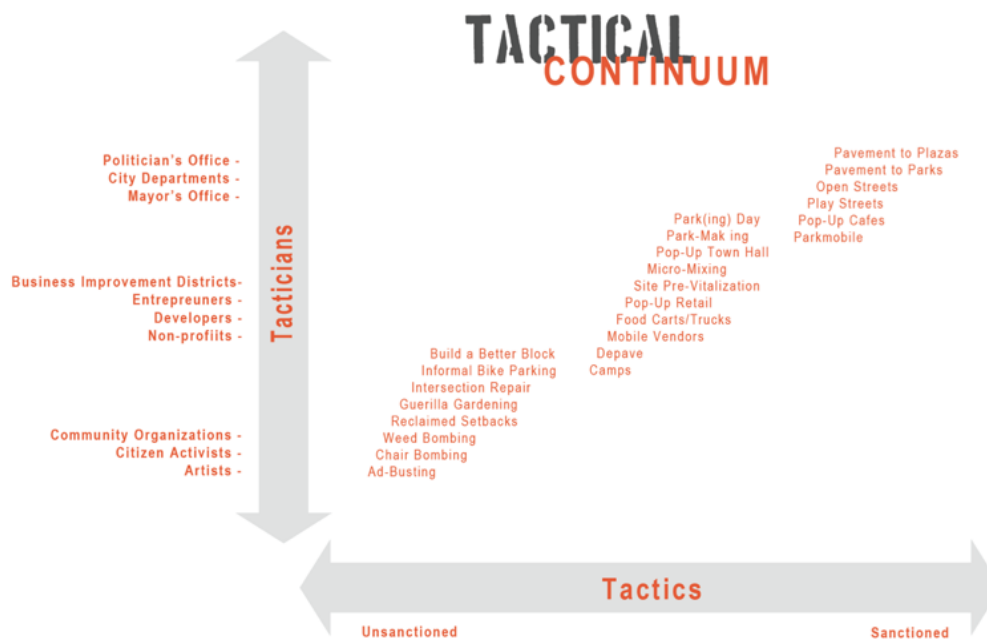 TACTICAL
CONTINUUM
Politician's Office -
City Departments -
Mayor's Office -
Business Improvement Districts-
Entrepreuners -
Developers -
Non-profiits -
Community Organizations -
Citizen Activists -
Artists -
Tacticians
Pavement to Plazas
Pavement to Parks
Open Streets
Play Streets
Pop-Up Cafes
Parkmobile
Park(ing) Day
Park-Mak ing
Pop-Up Town Hall
Micro-Mixing
Site Pre-Vitalization
Pop-Up Retail
Food Carts/Trucks
Mobile Vendors
Depave
Camps
Build a Better Block
Informal Bike Parking
Intersection Repair
Guerilla Gardening
Reclaimed Setbacks
Weed Bombing
Chair Bombing
Ad-Busting
Tactics
Unsanctioned
Sanctioned